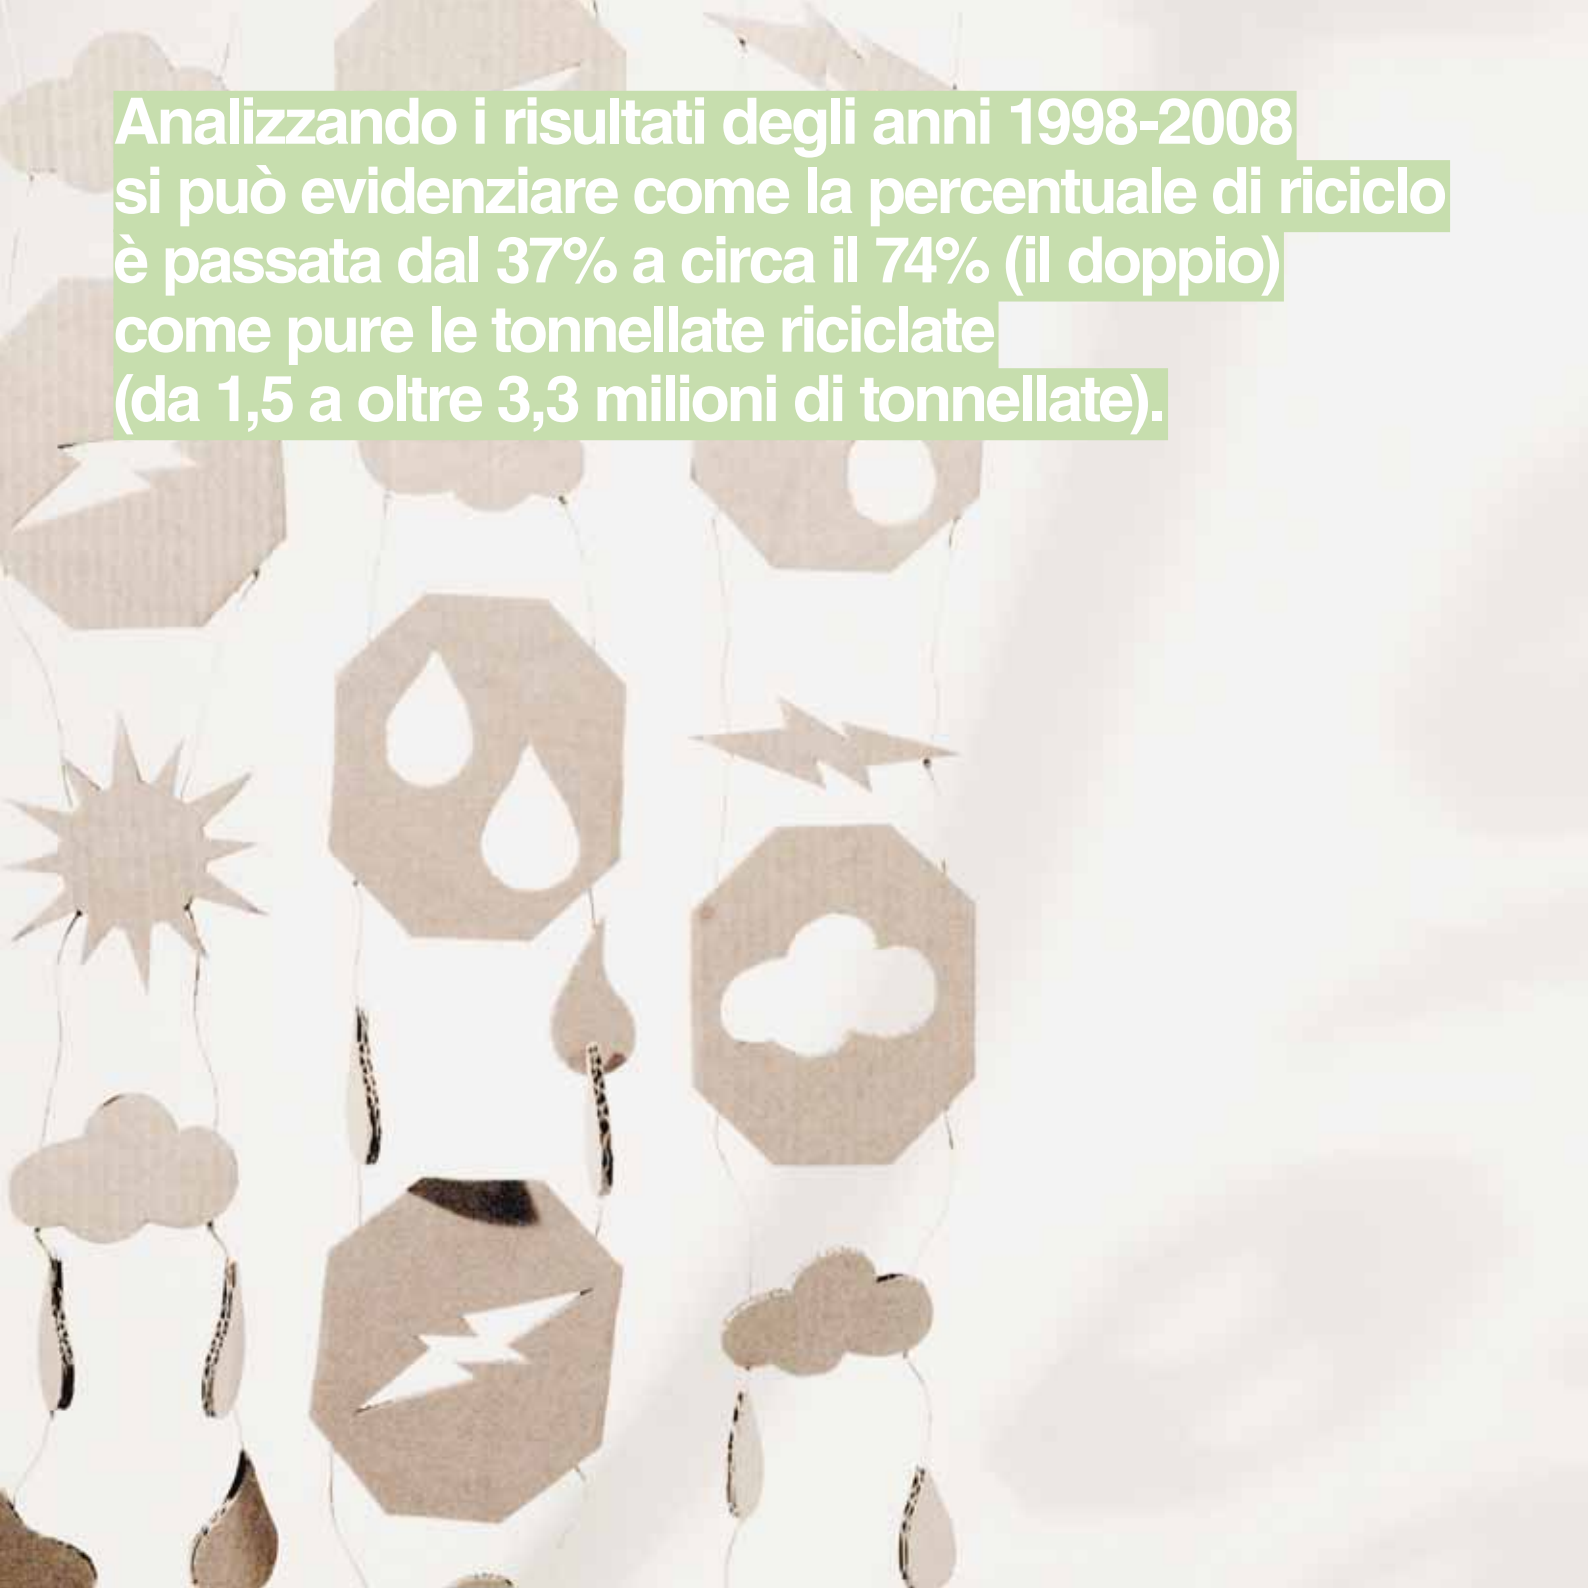 Analizzando i risultati degli anni 1998-2008
si può evidenziare come la percentuale di riciclo
è passata dal 37% a circa il 74% (il doppio)
come pure le tonnellate riciclate
(da 1,5 a oltre 3,3 milioni di tonnellate).